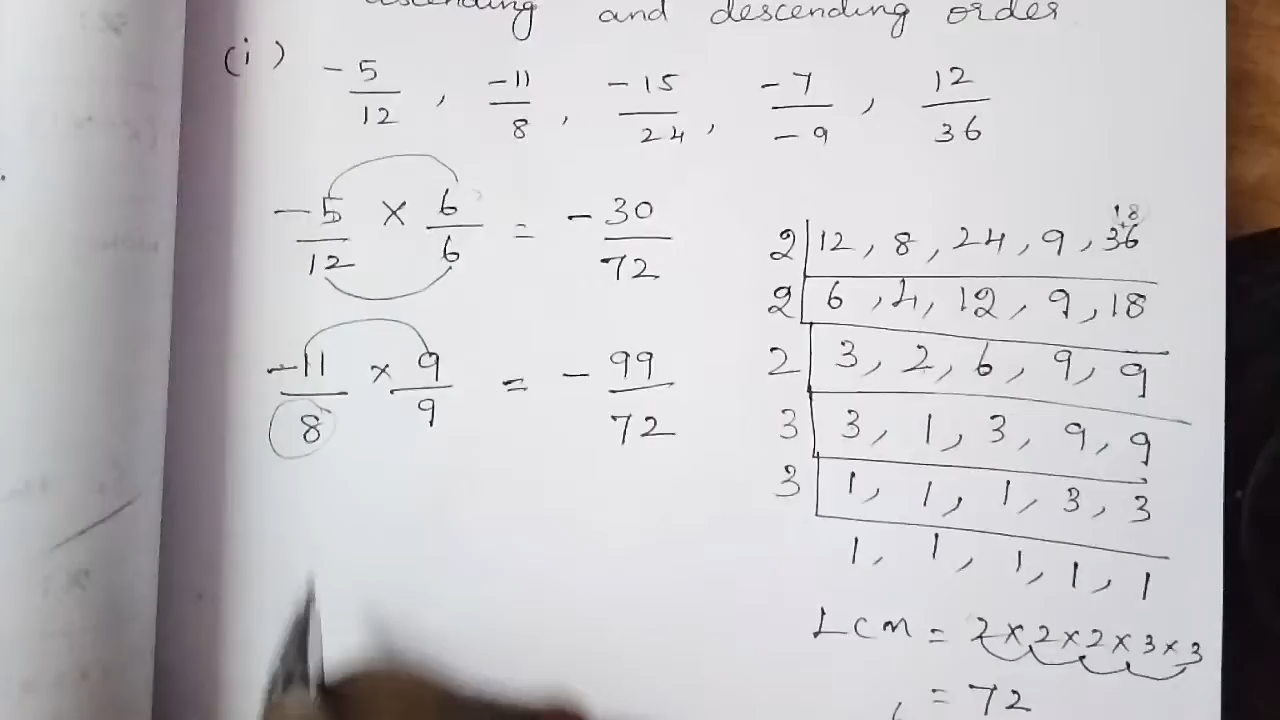 ascending and descending order
(i) -5/12, -11/8, -15/24, -7/-9, 12/36
-5/12 × 6/6 = -30/72
-11/8 × 9/9 = -99/72
18
2 | 12, 8, 24, 9, 36
2 | 6, 4, 12, 9, 18
2 | 3, 2, 6, 9, 9
3 | 3, 1, 3, 9, 9
3 | 1, 1, 1, 3, 3
1, 1, 1, 1, 1
LCM = 2×2×2×3×3
= 72